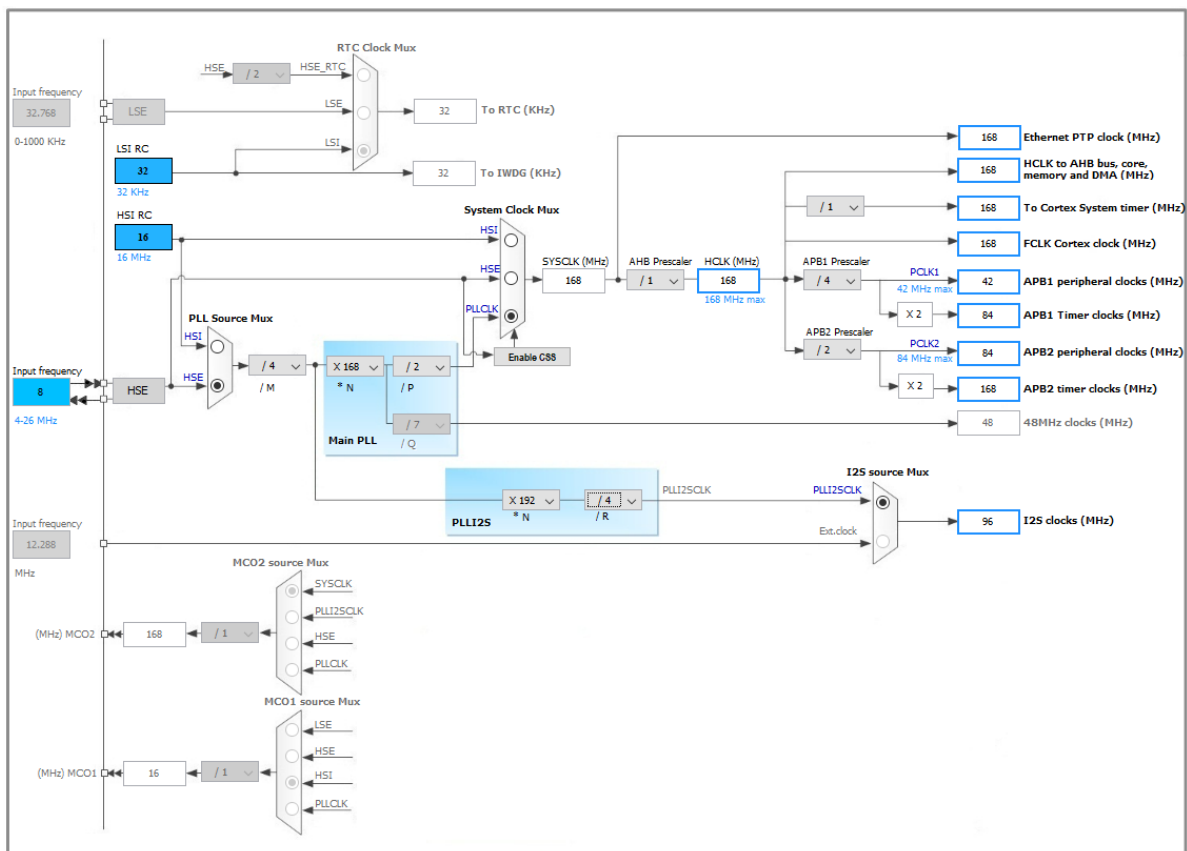 RTC Clock Mux
HSE
/ 2
HSE_RTC
Input frequency
32.768
0-1000 KHz
LSE
LSE
32
To RTC (KHz)
LSI RC
32
32 KHz
LSI
32
To IWDG (KHz)
HSI RC
16
16 MHz
System Clock Mux
HSI
HSE
PLLCLK
SYSCLK (MHz)
168
AHB Prescaler
/ 1
HCLK (MHz)
168
168 MHz max
168
Ethernet PTP clock (MHz)
168
HCLK to AHB bus, core,
memory and DMA (MHz)
/ 1
168
To Cortex System timer (MHz)
168
FCLK Cortex clock (MHz)
APB1 Prescaler
/ 4
PCLK1
42 MHz max
42
APB1 peripheral clocks (MHz)
X 2
84
APB1 Timer clocks (MHz)
APB2 Prescaler
/ 2
PCLK2
84 MHz max
84
APB2 peripheral clocks (MHz)
X 2
168
APB2 timer clocks (MHz)
48
48MHz clocks (MHz)
PLL Source Mux
HSI
HSE
Input frequency
8
4-26 MHz
HSE
/ 4
/ M
X 168
* N
/ 2
/ P
/ 7
/ Q
Main PLL
Enable CSS
X 192
* N
/ 4
/ R
PLLI2S
PLLI2SCLK
I2S source Mux
PLLI2SCLK
Ext.clock
96
I2S clocks (MHz)
Input frequency
12.288
MHz
MCO2 source Mux
SYSCLK
PLLI2SCLK
HSE
PLLCLK
(MHz) MCO2
168
/ 1
MCO1 source Mux
LSE
HSE
HSI
PLLCLK
(MHz) MCO1
16
/ 1